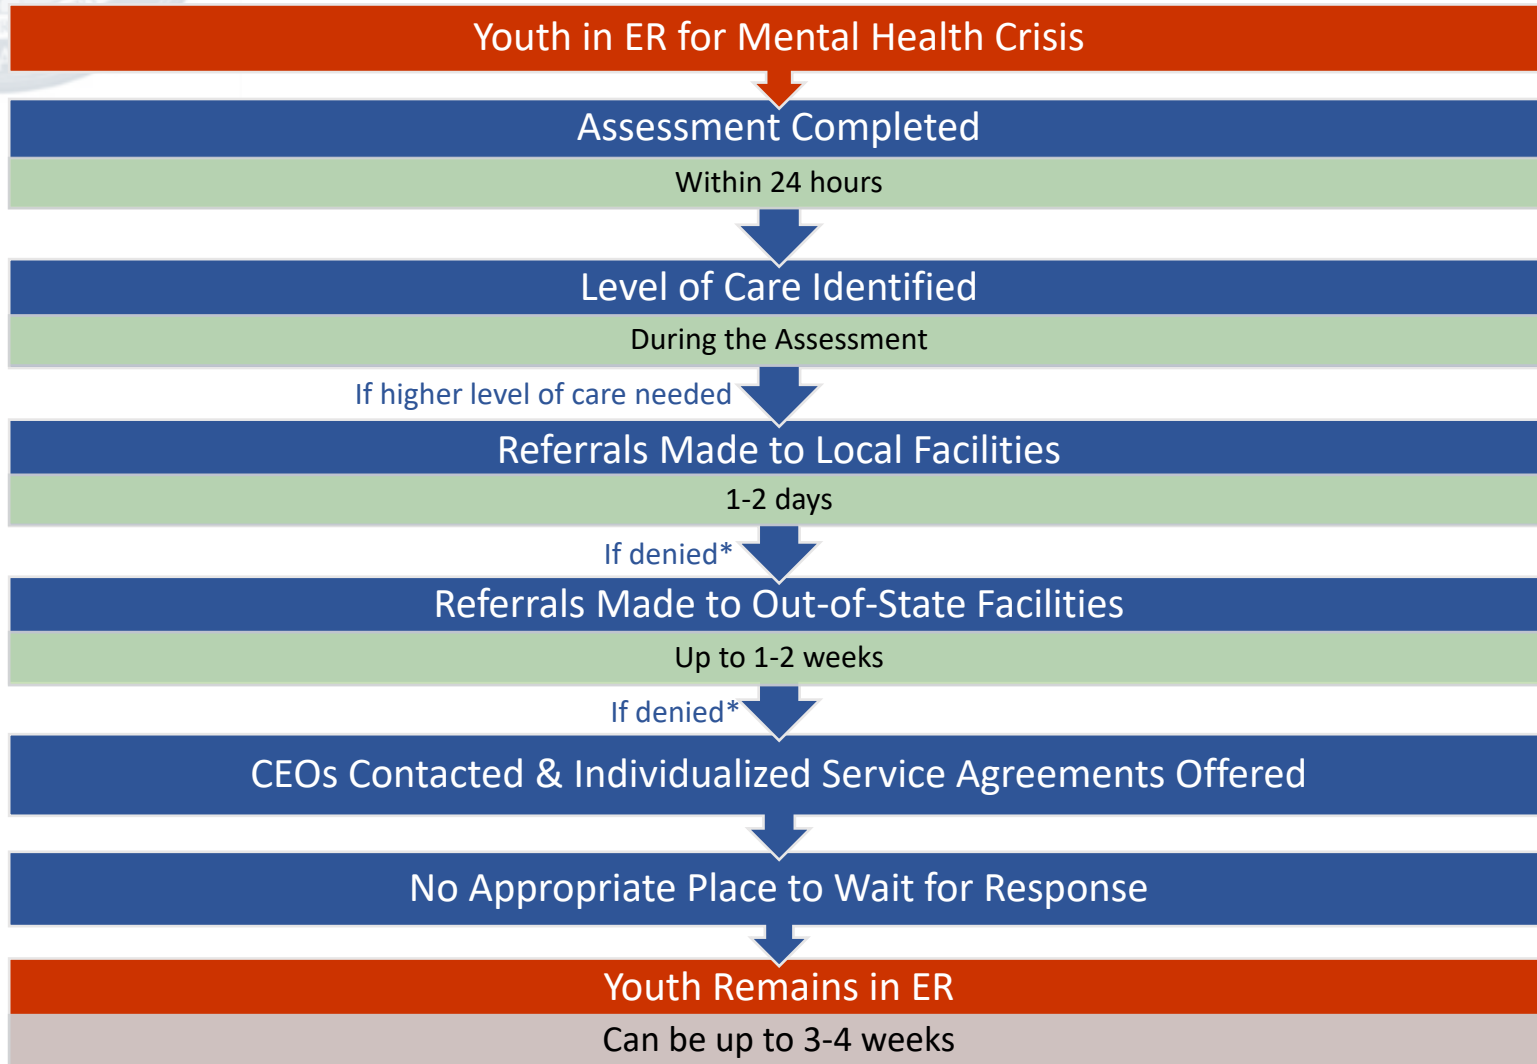 Youth in ER for Mental Health Crisis
Assessment Completed
Within 24 hours
Level of Care Identified
During the Assessment
If higher level of care needed
Referrals Made to Local Facilities
1-2 days
If denied*
Referrals Made to Out-of-State Facilities
Up to 1-2 weeks
If denied*
CEOs Contacted & Individualized Service Agreements Offered
No Appropriate Place to Wait for Response
Youth Remains in ER
Can be up to 3-4 weeks